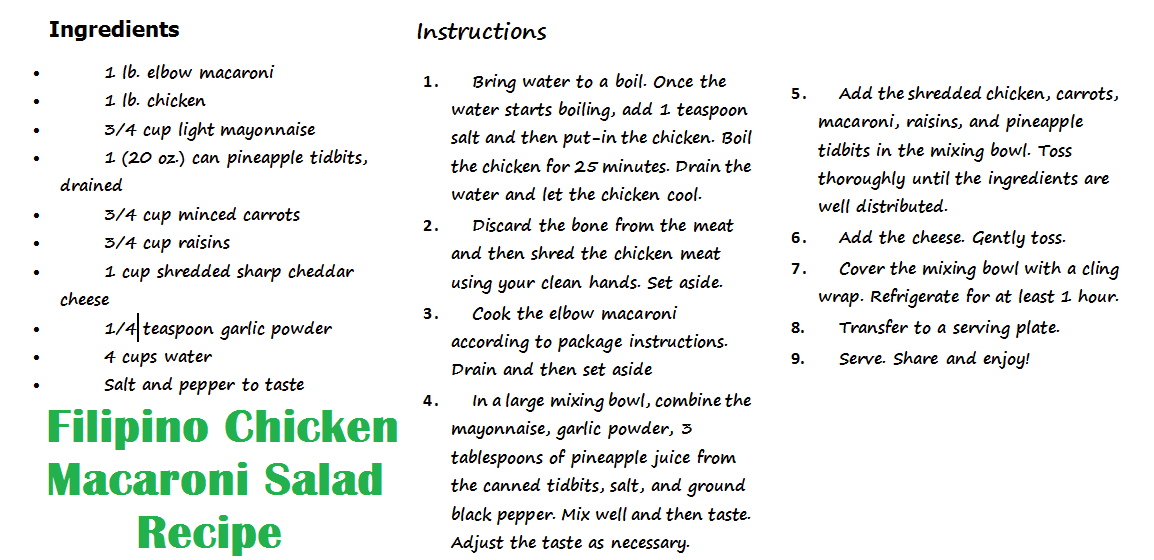 Ingredients
• 1 lb. elbow macaroni
• 1 lb. chicken
• 3/4 cup light mayonnaise
• 1 (20 oz.) can pineapple tidbits,
drained
• 3/4 cup minced carrots
• 3/4 cup raisins
• 1 cup shredded sharp cheddar
cheese
• 1/4 teaspoon garlic powder
• 4 cups water
• Salt and pepper to taste
Filipino Chicken
Macaroni Salad
Recipe
Instructions
1. Bring water to a boil. Once the
water starts boiling, add 1 teaspoon
salt and then put-in the chicken. Boil
the chicken for 25 minutes. Drain the
water and let the chicken cool.
2. Discard the bone from the meat
and then shred the chicken meat
using your clean hands. Set aside.
3. Cook the elbow macaroni
according to package instructions.
Drain and then set aside
4. In a large mixing bowl, combine the
mayonnaise, garlic powder, 3
tablespoons of pineapple juice from
the canned tidbits, salt, and ground
black pepper. Mix well and then taste.
Adjust the taste as necessary.
5. Add the shredded chicken, carrots,
macaroni, raisins, and pineapple
tidbits in the mixing bowl. Toss
thoroughly until the ingredients are
well distributed.
6. Add the cheese. Gently toss.
7. Cover the mixing bowl with a cling
wrap. Refrigerate for at least 1 hour.
8. Transfer to a serving plate.
9. Serve. Share and enjoy!